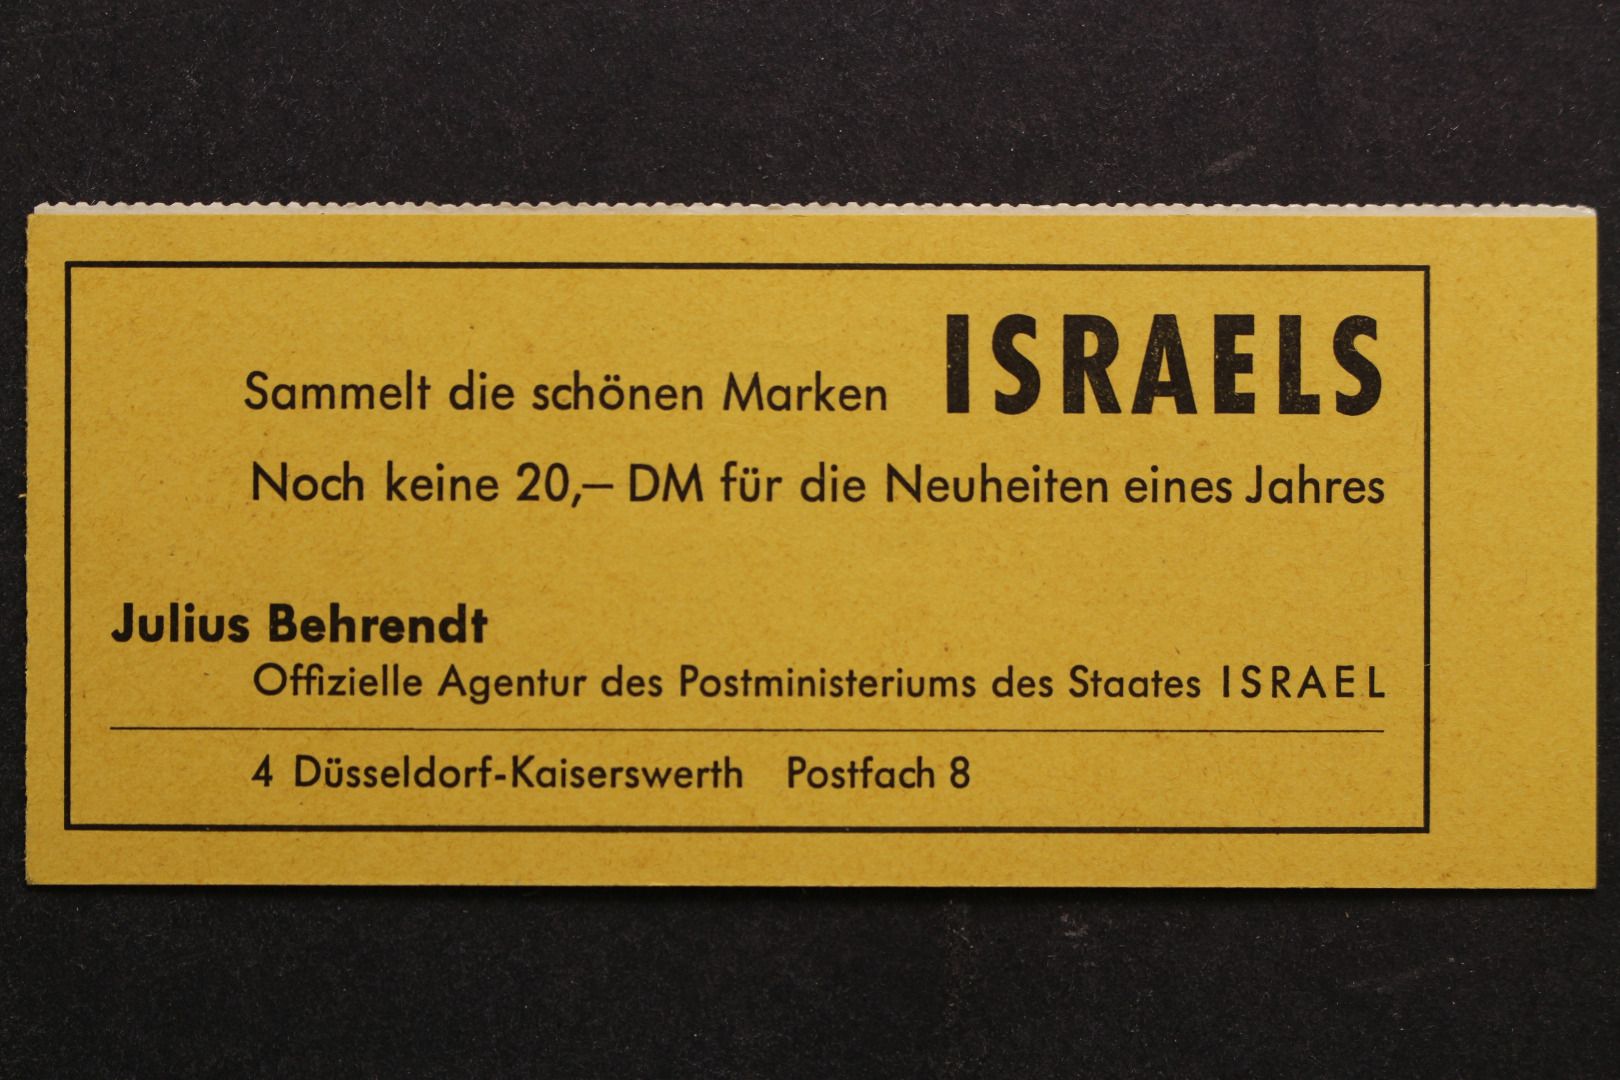 Sammelt die schönen Marken ISRAELS
Noch keine 20,– DM für die Neuheiten eines Jahres
Julius Behrendt
Offizielle Agentur des Postministeriums des Staates ISRAEL
4 Düsseldorf-Kaiserswerth Postfach 8